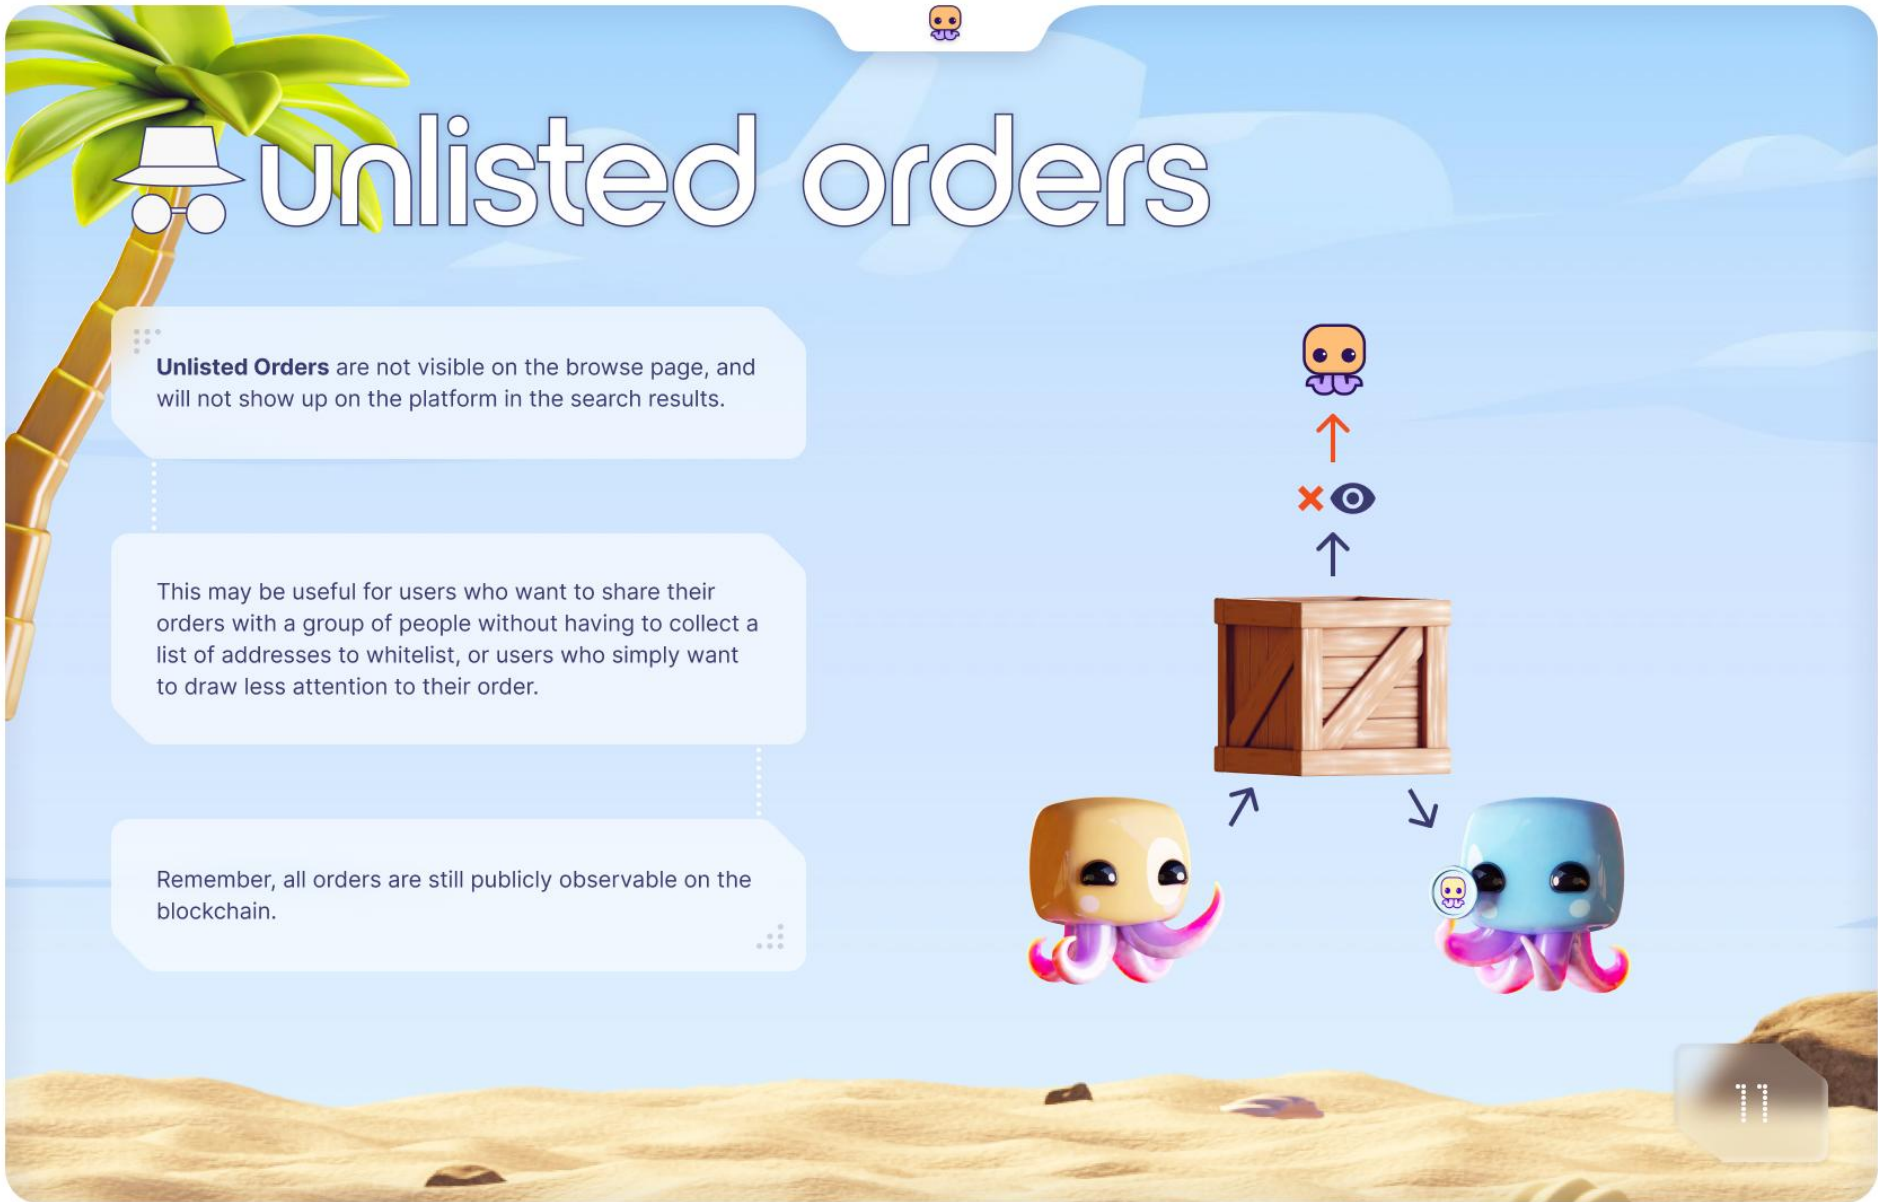 unlisted orders
Unlisted Orders are not visible on the browse page, and
will not show up on the platform in the search results.
This may be useful for users who want to share their
orders with a group of people without having to collect a
list of addresses to whitelist, or users who simply want
to draw less attention to their order.
Remember, all orders are still publicly observable on the
blockchain.
11